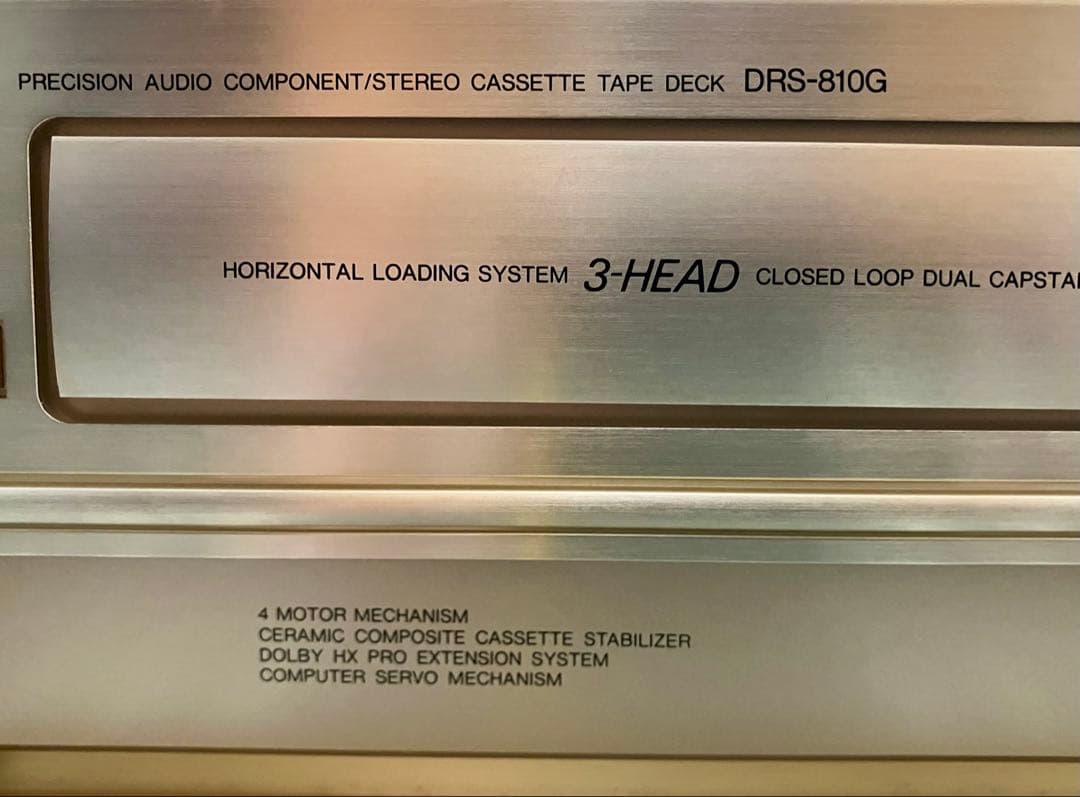 PRECISION AUDIO COMPONENT/STEREO CASSETTE TAPE DECK DRS-810G
HORIZONTAL LOADING SYSTEM 3-HEAD CLOSED LOOP DUAL
4 MOTOR MECHANISM
CERAMIC COMPOSITE CASSETTE STABILIZER
DOLBY HX PRO EXTENSION SYSTEM
COMPUTER SERVO MECHANISM